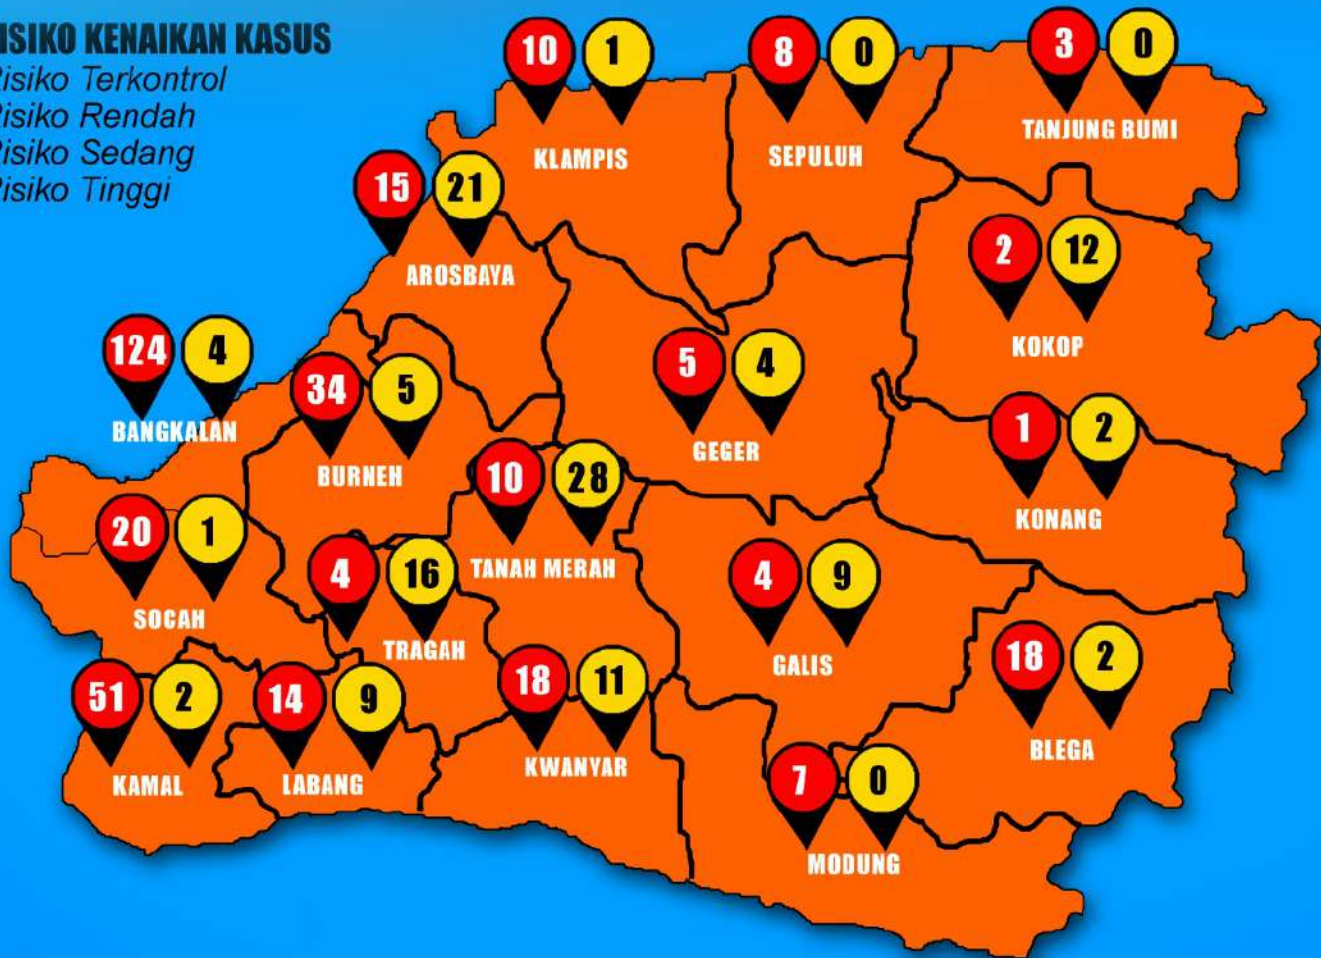 ISIKO KENAIKAN KASUS
isiko Terkontrol
isiko Rendah
isiko Sedang
isiko Tinggi
10 1
KLAMPIS
8 0
SEPULUH
3 0
TANJUNG BUMI
15 21
AROSBAYA
2 12
KOKOP
124 4
BANGKALAN
34 5
BURNEH
5 4
GEGER
1 2
KONANG
10 28
TANAH MERAH
20 1
SOCAH
4 16
TRAGAH
4 9
GALIS
18 2
BLEGA
51 2
KAMAL
14 9
LABANG
18 11
KWANYAR
7 0
MODUNG